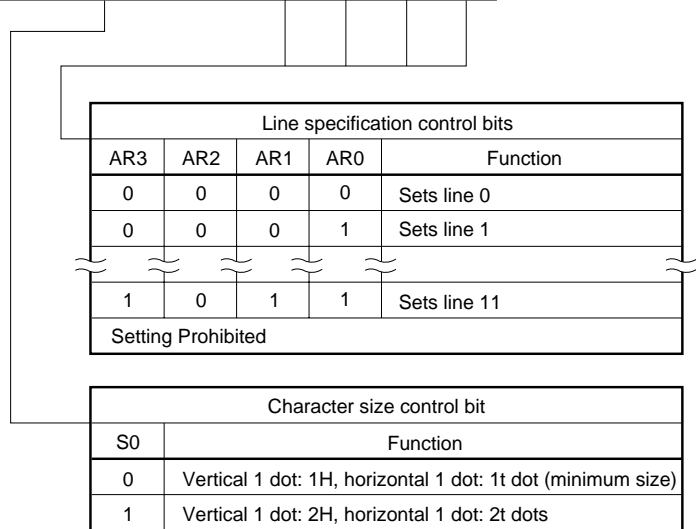 Line specification control bits
AR3 AR2 AR1 AR0 Function
0 0 0 0 Sets line 0
0 0 0 1 Sets line 1
1 0 1 1 Sets line 11
Setting Prohibited
Character size control bit
S0 Function
0 Vertical 1 dot: 1H, horizontal 1 dot: 1t dot (minimum size)
1 Vertical 1 dot: 2H, horizontal 1 dot: 2t dots